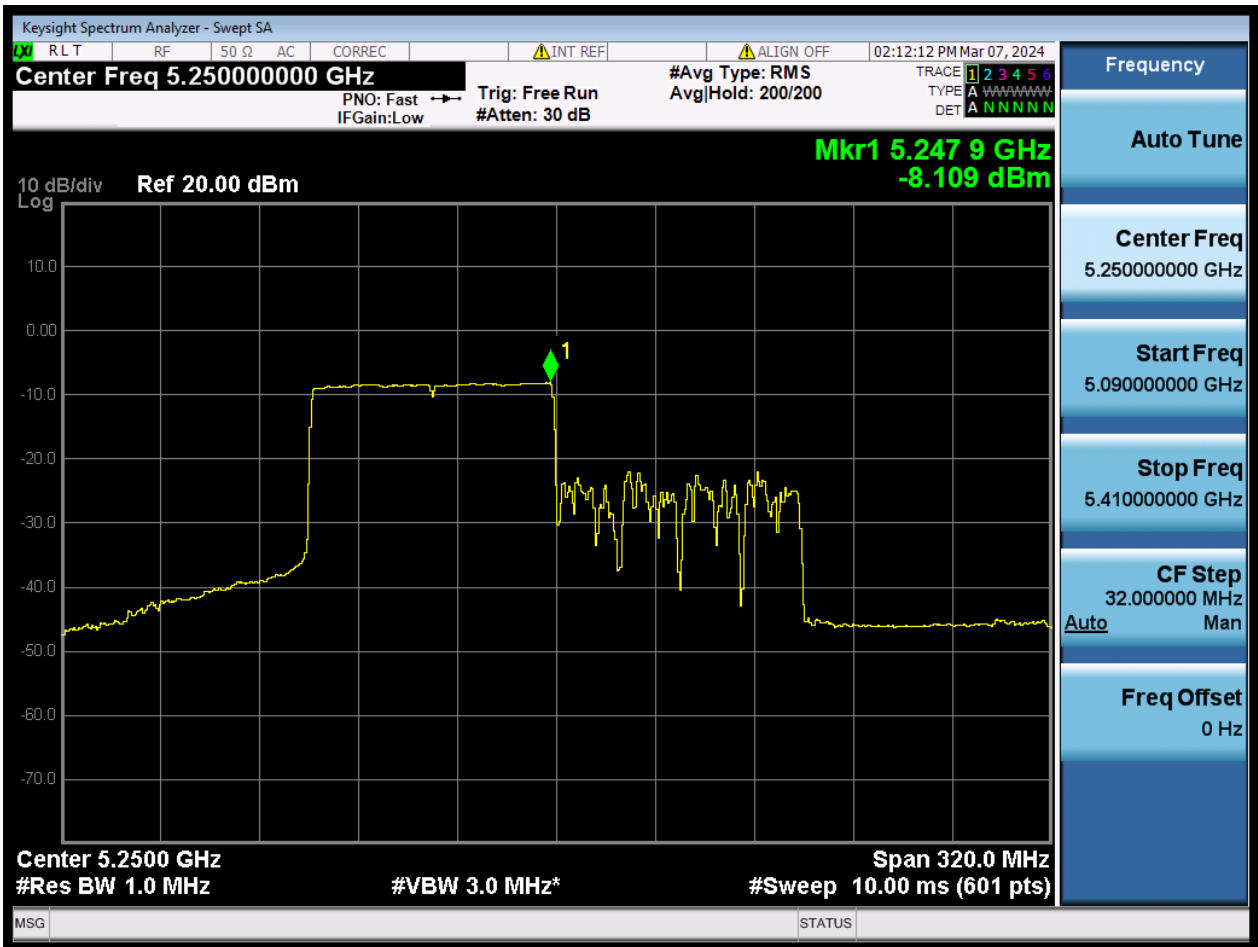 Keysight Spectrum Analyzer - Swept SA
LXI RLT RF 50 Ω AC CORREC ⚠INT REF ⚠ALIGN OFF 02:12:12 PM Mar 07, 2024
Center Freq 5.250000000 GHz
PNO: Fast
IFGain:Low
Trig: Free Run
#Atten: 30 dB
#Avg Type: RMS
Avg|Hold: 200/200
TRACE 1 2 3 4 5 6
TYPE A WWWWW
DET A N N N N N
Mkr1 5.247 9 GHz
-8.109 dBm
10 dB/div Ref 20.00 dBm
Log
10.0
0.00
-10.0
-20.0
-30.0
-40.0
-50.0
-60.0
-70.0
1
Center 5.2500 GHz Span 320.0 MHz
#Res BW 1.0 MHz #VBW 3.0 MHz* #Sweep 10.00 ms (601 pts)
MSG STATUS
Frequency
Auto Tune
Center Freq
5.250000000 GHz
Start Freq
5.090000000 GHz
Stop Freq
5.410000000 GHz
CF Step
32.000000 MHz
Auto Man
Freq Offset
0 Hz